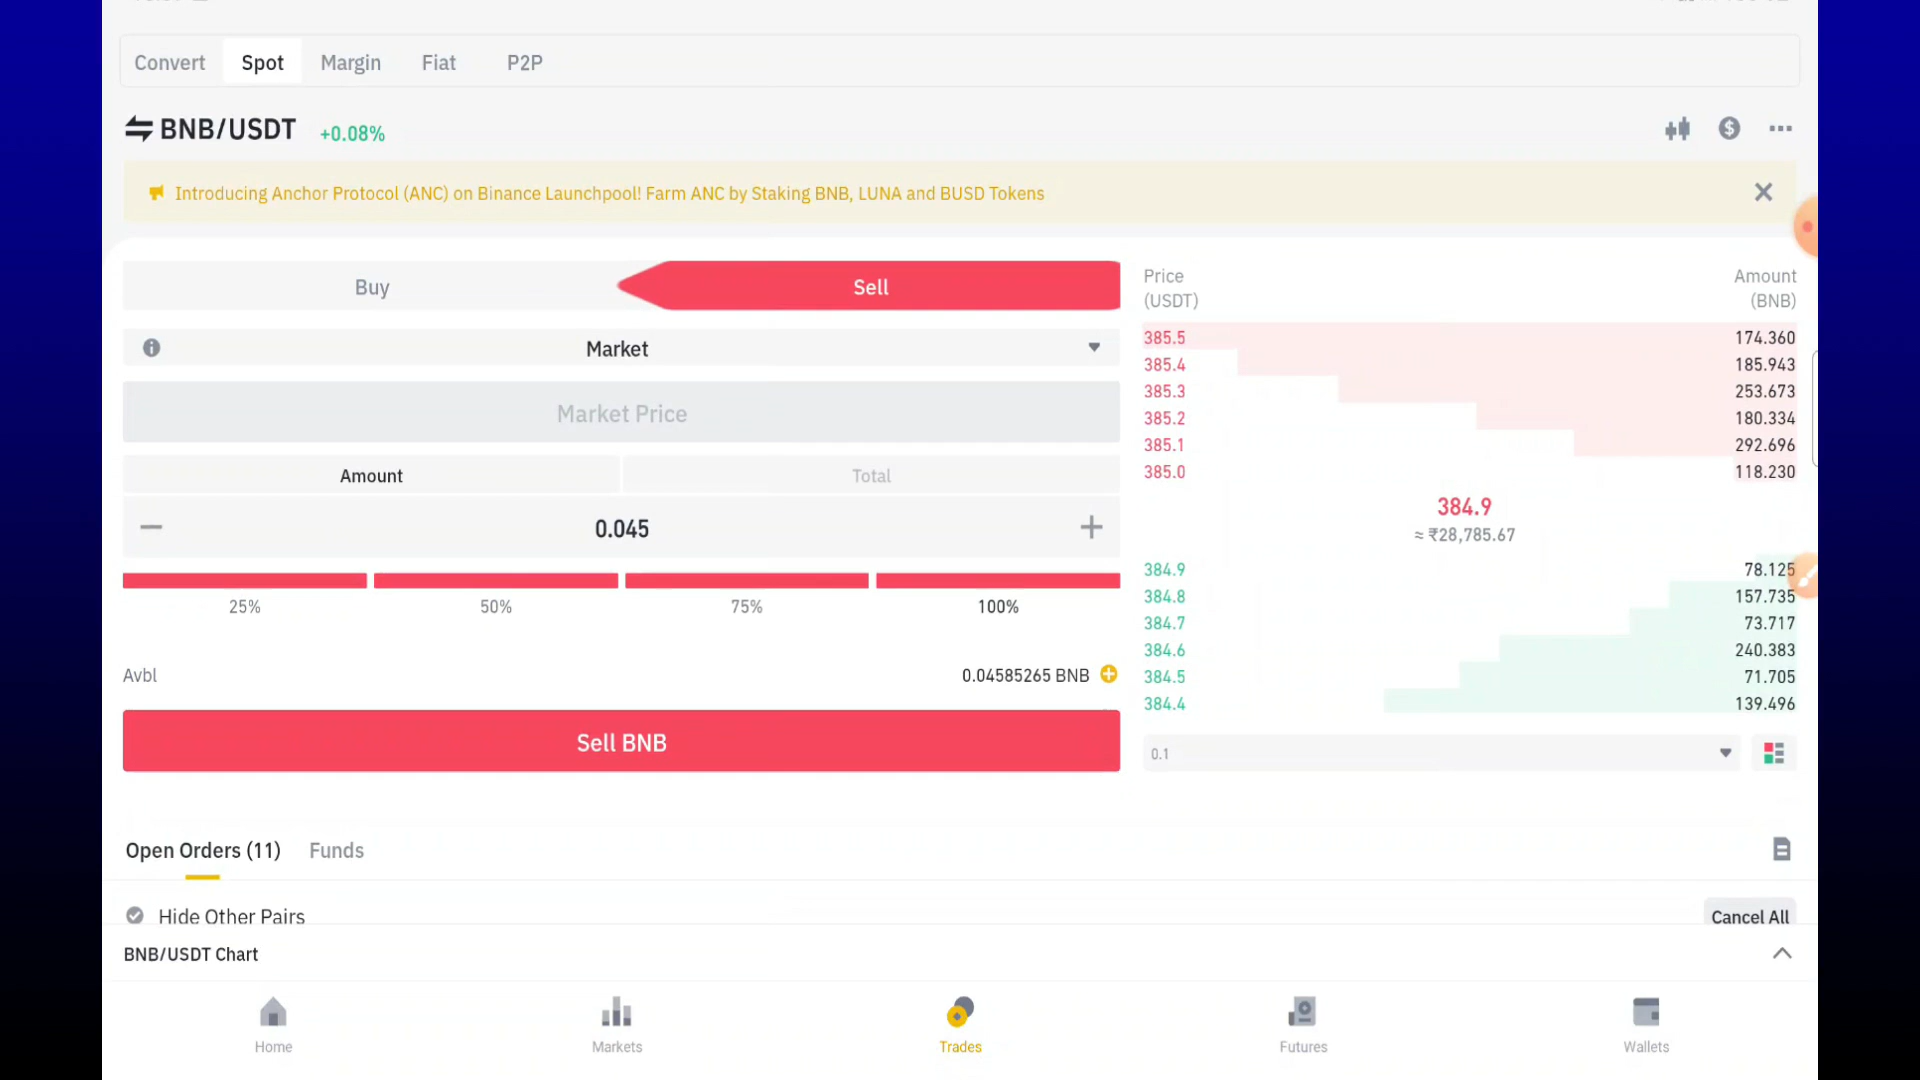 Convert Spot Margin Fiat P2P
BNB/USDT +0.08%
Introducing Anchor Protocol (ANC) on Binance Launchpool! Farm ANC by Staking BNB, LUNA and BUSD Tokens
Buy
Sell
Market
Market Price
Amount
Total
0.045
25% 50% 75% 100%
Avbl
0.04585265 BNB
Sell BNB
Price
(USDT)
Amount
(BNB)
385.5 174.360
385.4 185.943
385.3 253.673
385.2 180.334
385.1 292.696
385.0 118.230
384.9
≈ ₹28,785.67
384.9 78.125
384.8 157.735
384.7 73.717
384.6 240.383
384.5 71.705
384.4 139.496
0.1
Open Orders (11) Funds
Hide Other Pairs
Cancel All
BNB/USDT Chart
Home Markets Trades Futures Wallets